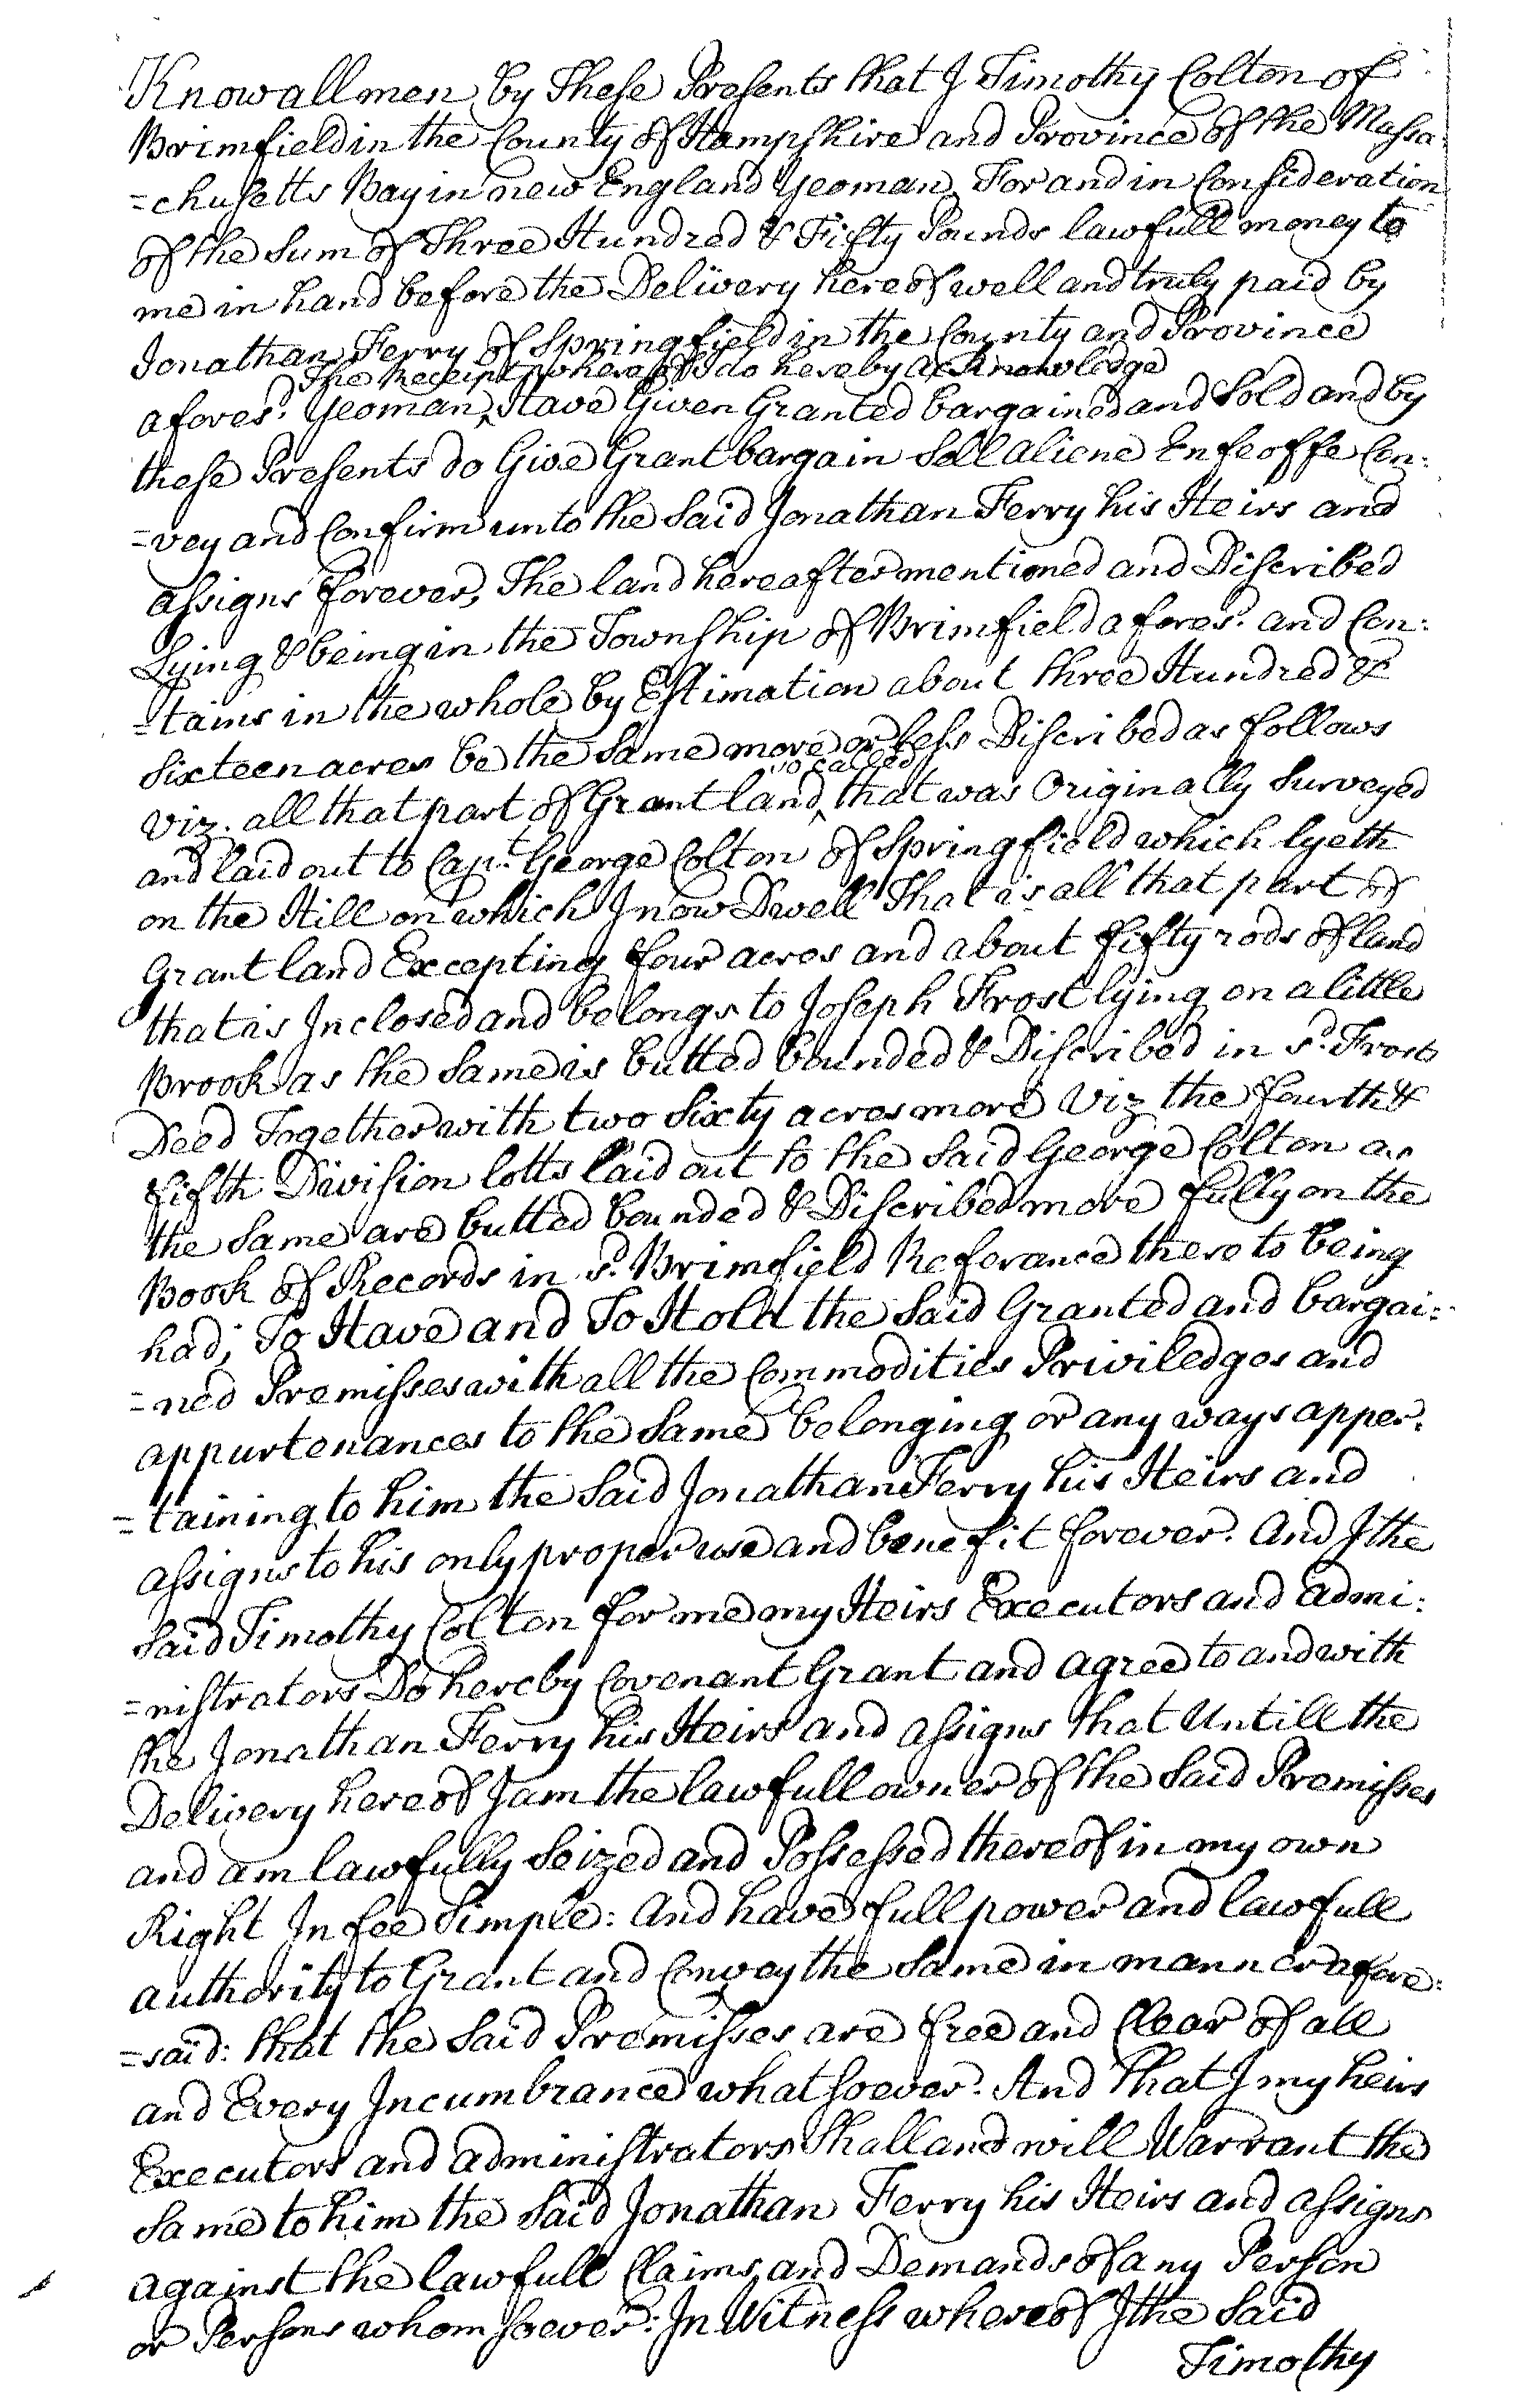 Know all men by These Presents that I Timothy Colton of
Brimfield in the County of Hampshire and Province of the Massa
=chusetts Bay in new England Yeoman, For and in Consideration
of the Sum of Three Hundred & Fifty Pounds lawfull money to
me in hand before the Delivery hereof well and truly paid by
Jonathan Ferry of Springfield in the County and Province
The Receipt whereof I do hereby acknowledge
afores.d Yeoman, ^ Have Given Granted bargained and Sold and by
these Presents do Give Grant bargain Sell aliene Enfeoffe Con:
=vey and Confirm unto the Said Jonathan Ferry his Heirs and
assigns forever, The land hereafter mentioned and Discribed
Lying & being in the Township of Brimfield afores.d and Con:
=tains in the whole by Estimation about three Hundred &
Sixteen acres be the Same more or less Discribed as follows
so called
Viz. all that part of Grant land ^ that was Originally Surveyed
and laid out to Cap.t George Colton of Springfield which lyeth
on the Hill on which I now Dwell That is all that part of
Grant land Excepting four acres and about fifty rods of land
that is Inclosed and belongs to Joseph Frost lying on a little
Brook as the Same is butted bounded & Discribed in s.d Frosts
Deed Together with two Sixty acres more Viz the fourth &
fifth Division lotts laid out to the Said George Colton as
the Same are butted bounded & Discribed more fully on the
Book of Records in s.d Brimfield Referance there to being
had; To Have and To Hold the Said Granted and bargai:
=ned Premisses with all the Commodities Priviledges and
appurtenances to the Same belonging or any ways apper:
=taining to him the Said Jonathan Ferry his Heirs and
assigns to his only proper use and benefit forever. And I the
Said Timothy Colton for me my Heirs Executors and admi:
=nistrators Do hereby Covenant Grant and agree to and with
the Jonathan Ferry his Heirs and assigns that Untill the
Delivery hereof I am the lawfull owner of the Said Premisses
and am lawfully Seized and Possessed thereof in my own
Right In fee Simple: And have full power and lawfull
authority to Grant and Convey the Same in manner afore:
=said: that the Said Premisses are free and Clear of all
and Every Incumbrance whatsoever. And that I my heirs
Executors and administrators Shall and will Warrant the
Same to him the Said Jonathan Ferry his Heirs and assigns
against the lawfull Claims and Demands of any Person
or Persons whomsoever: In Witness whereof I the Said
Timothy